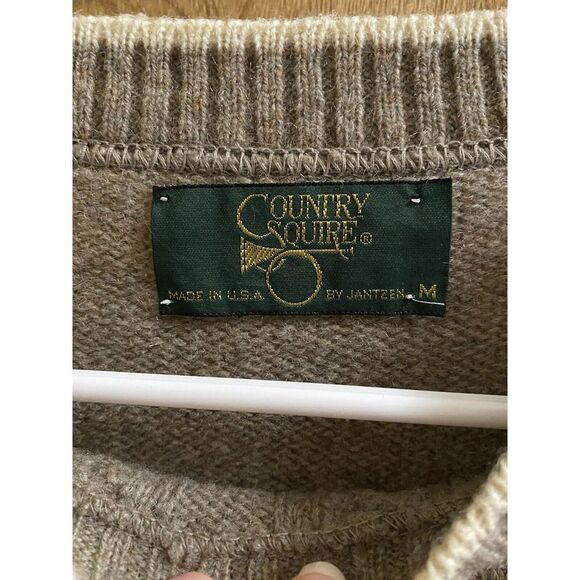 COUNTRY
SQUIRE®
MADE IN U.S.A BY JANTZEN M